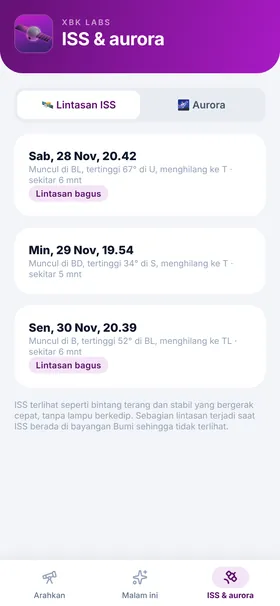 XBK LABS
ISS & aurora
Lintasan ISS
Aurora
Sab, 28 Nov, 20.42
Muncul di BL, tertinggi 67° di U, menghilang ke T ·
sekitar 6 mnt
Lintasan bagus
Min, 29 Nov, 19.54
Muncul di BD, tertinggi 34° di S, menghilang ke T ·
sekitar 5 mnt
Sen, 30 Nov, 20.39
Muncul di B, tertinggi 52° di BL, menghilang ke TL ·
sekitar 6 mnt
Lintasan bagus
ISS terlihat seperti bintang terang dan stabil yang bergerak
cepat, tanpa lampu berkedip. Sebagian lintasan terjadi saat
ISS berada di bayangan Bumi sehingga tidak terlihat.
Arahkan
Malam ini
ISS & aurora